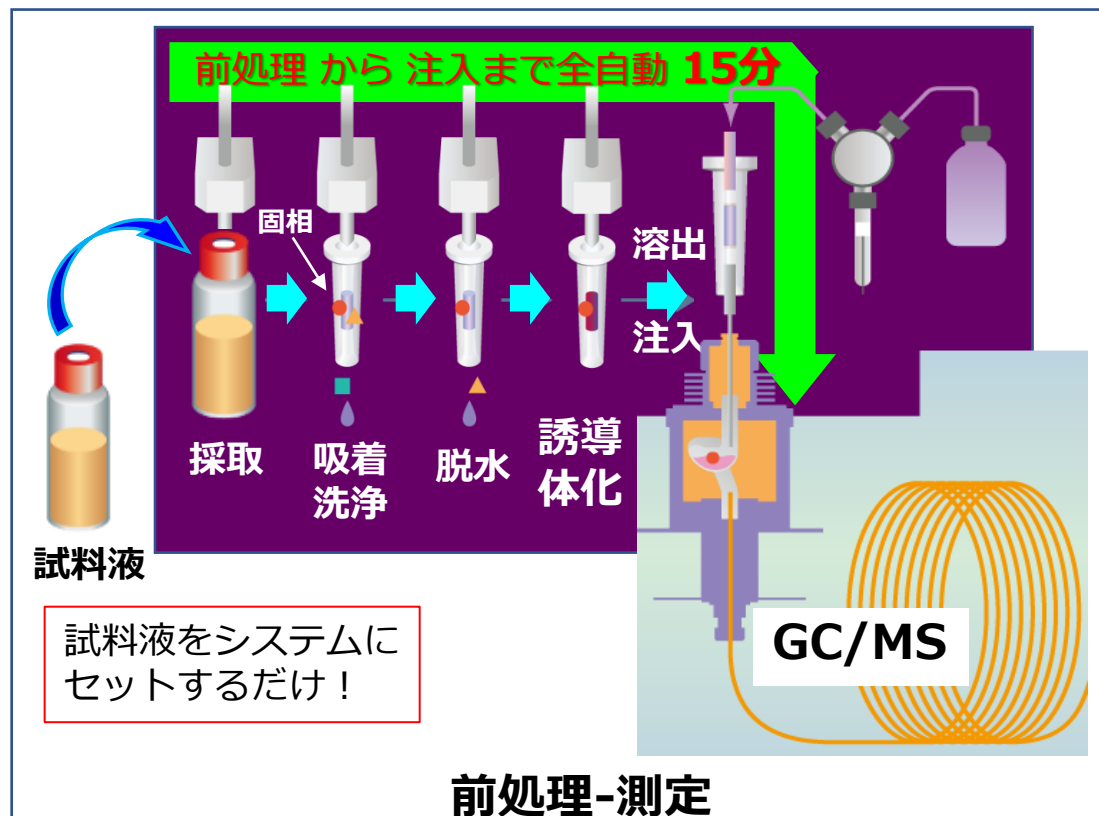 前処理 から 注入まで全自動 15分
固相
溶出
注入
採取
吸着
洗浄
脱水
誘導
体化
試料液
試料液をシステムに
セットするだけ！
GC/MS
前処理-測定